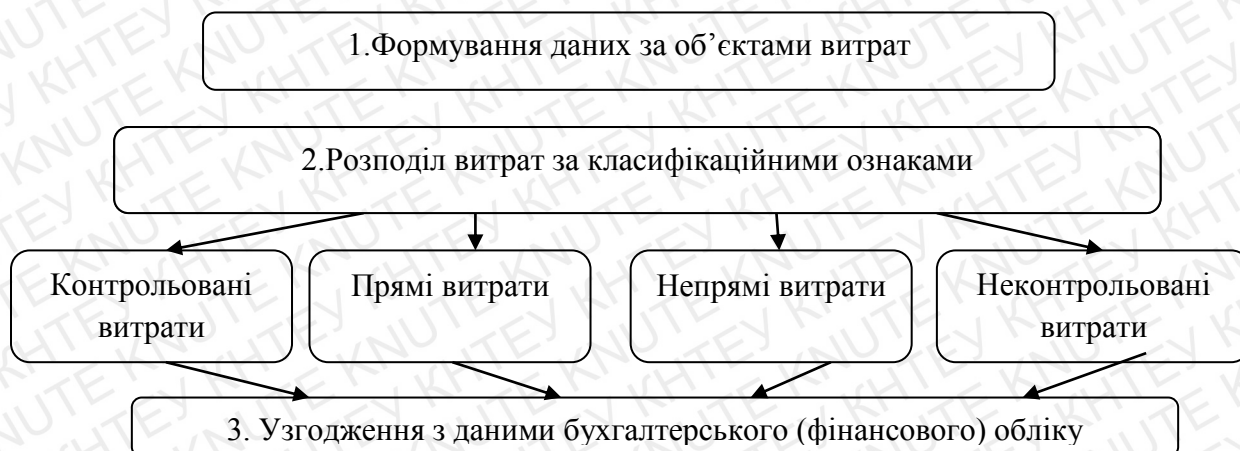 1.Формування даних за об’єктами витрат
2.Розподіл витрат за класифікаційними ознаками
Контрольовані
витрати
Прямі витрати
Непрямі витрати
Неконтрольовані
витрати
3. Узгодження з даними бухгалтерського (фінансового) обліку